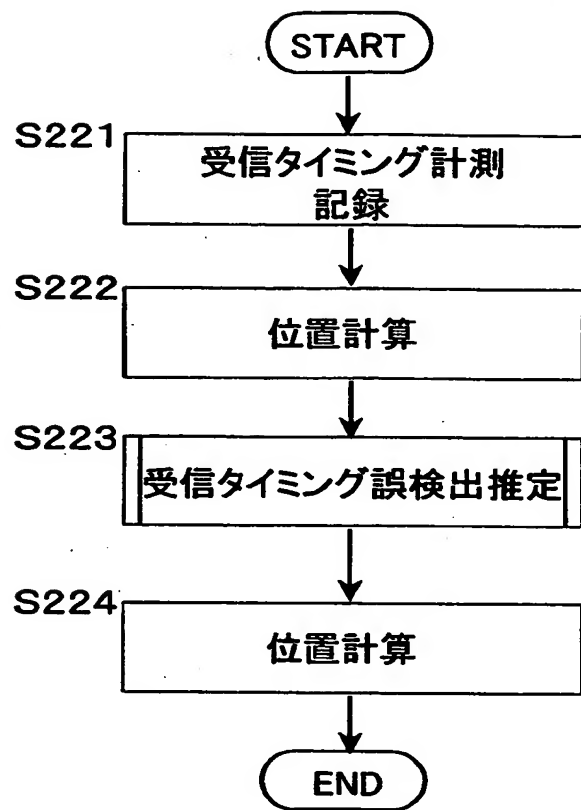 START
S221
受信タイミング計測
記録
S222
位置計算
S223
受信タイミング誤検出推定
S224
位置計算
END